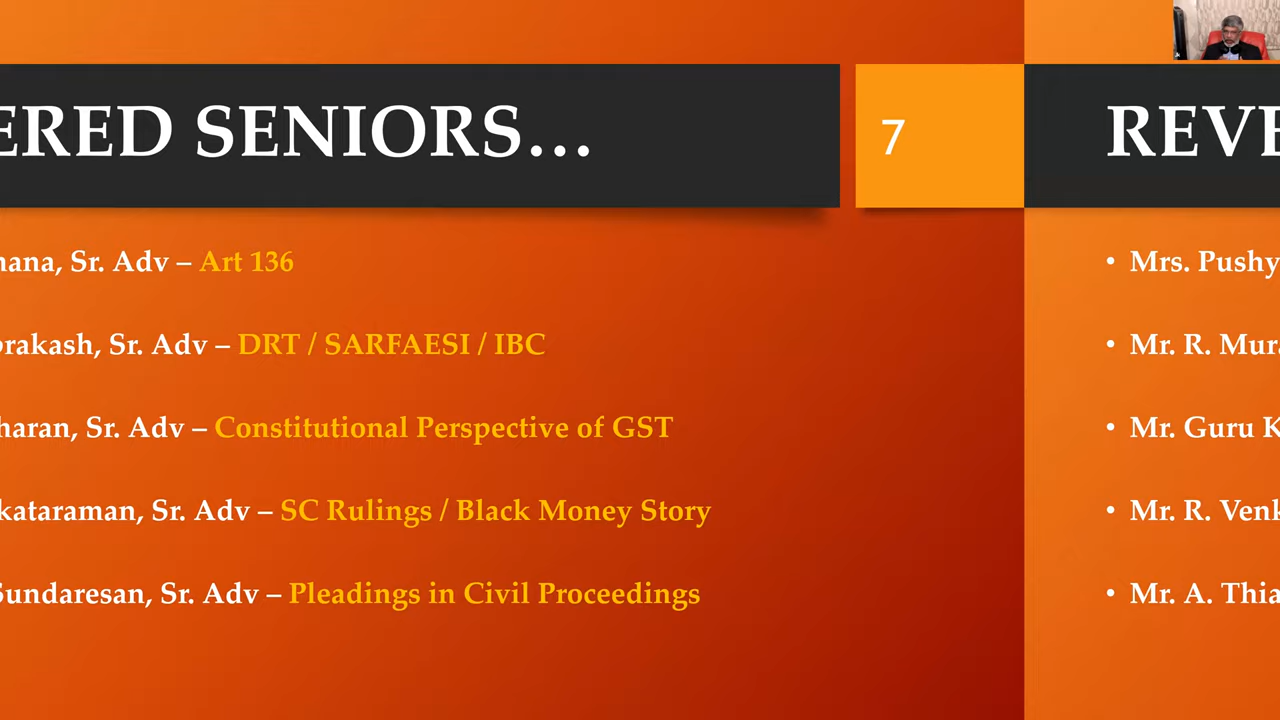 ERED SENIORS...
7
REVE
hana, Sr. Adv – Art 136
prakash, Sr. Adv – DRT / SARFAESI / IBC
haran, Sr. Adv – Constitutional Perspective of GST
kataraman, Sr. Adv – SC Rulings / Black Money Story
Sundaresan, Sr. Adv – Pleadings in Civil Proceedings
• Mrs. Pushy
• Mr. R. Mura
• Mr. Guru K
• Mr. R. Venk
• Mr. A. Thia